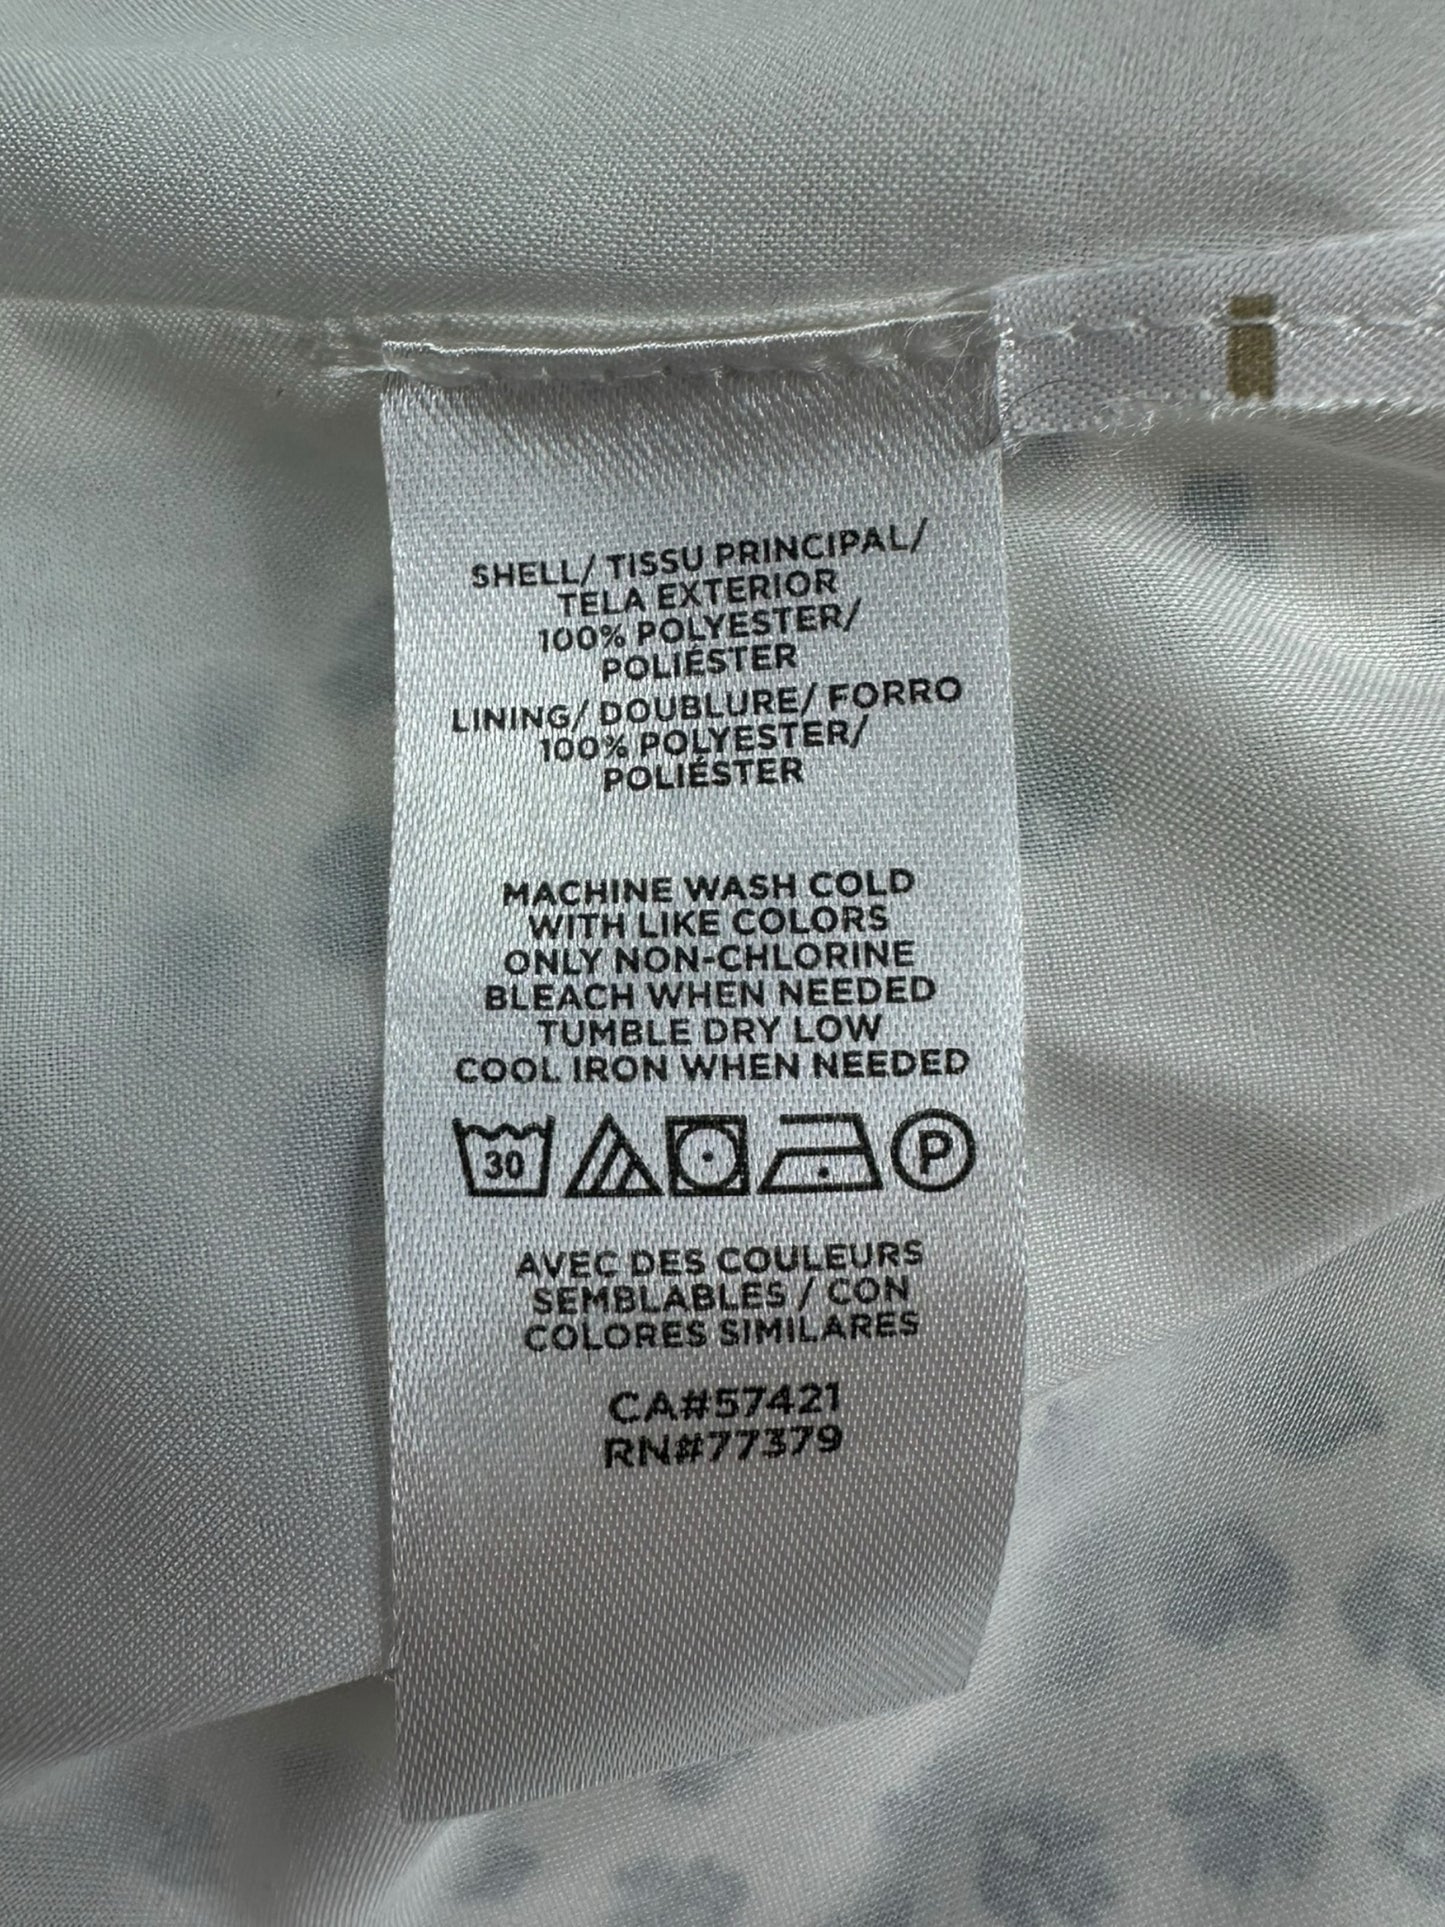 SHELL/ TISSU PRINCIPAL/
TELA EXTERIOR
100% POLYESTER/
POLIÉSTER
LINING/ DOUBLURE/ FORRO
100% POLYESTER/
POLIÉSTER
MACHINE WASH COLD
WITH LIKE COLORS
ONLY NON-CHLORINE
BLEACH WHEN NEEDED
TUMBLE DRY LOW
COOL IRON WHEN NEEDED
30 P
AVEC DES COULEURS
SEMBLABLES / CON
COLORES SIMILARES
CA#57421
RN#77379